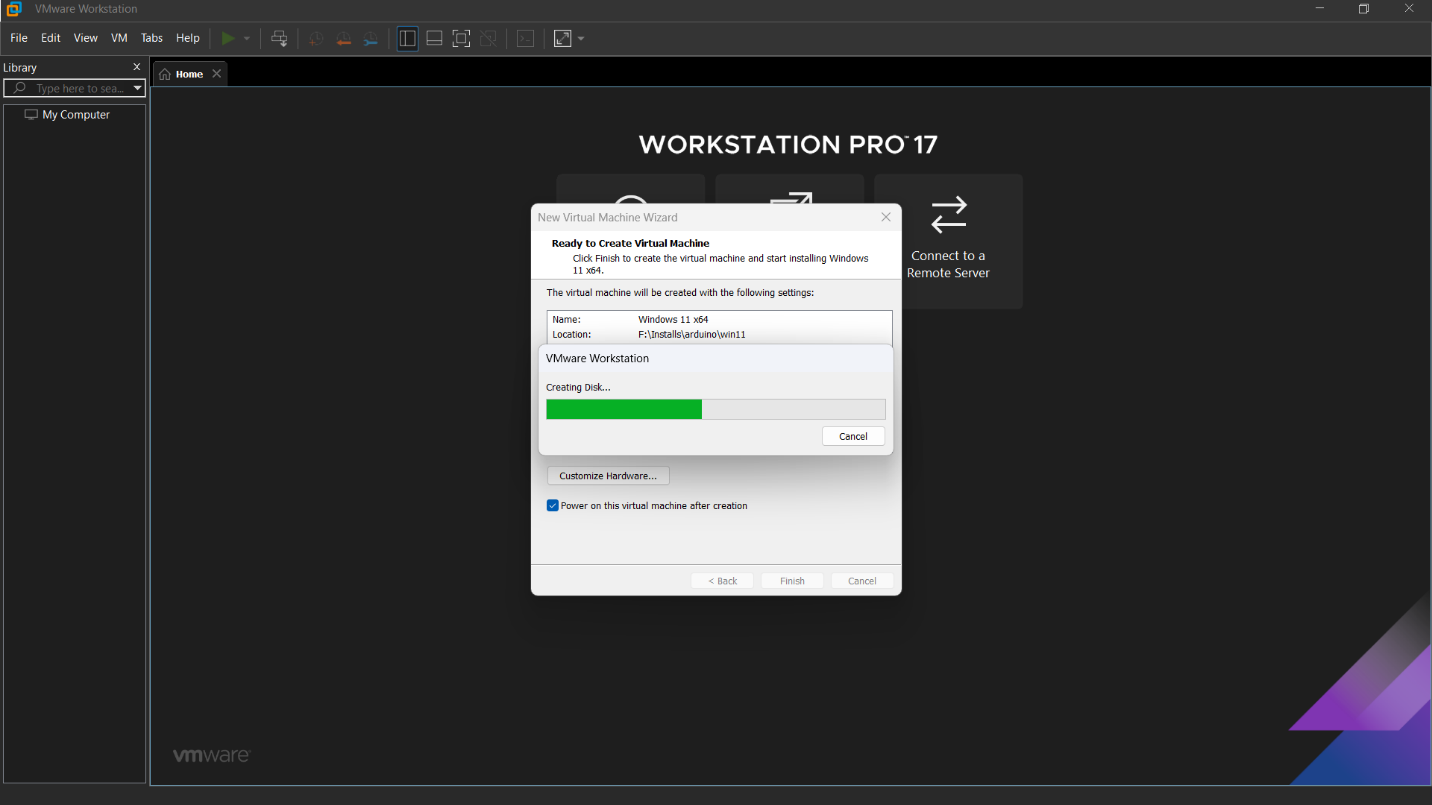 VMware Workstation
File Edit View VM Tabs Help
Library
Type here to sea...
Home
My Computer
WORKSTATION PRO™ 17
Connect to a
Remote Server
New Virtual Machine Wizard
Ready to Create Virtual Machine
Click Finish to create the virtual machine and start installing Windows
11 x64.
The virtual machine will be created with the following settings:
Name: Windows 11 x64
Location: F:\Installs\arduino\win11
VMware Workstation
Creating Disk...
Cancel
Customize Hardware...
Power on this virtual machine after creation
< Back Finish Cancel
vmware